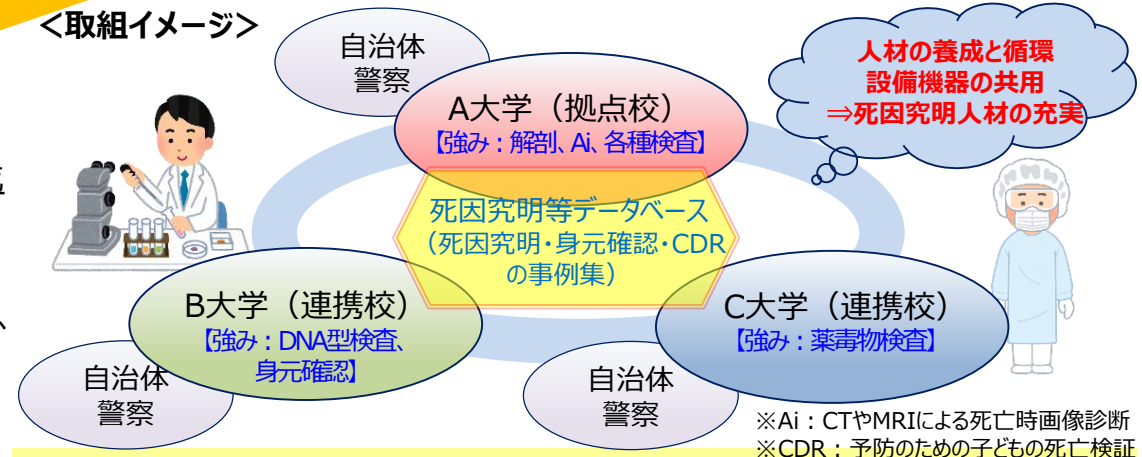 ＜取組イメージ＞
自治体
警察
人材の養成と循環
設備機器の共用
⇒死因究明人材の充実
A大学（拠点校）
【強み：解剖、Ai、各種検査】
死因究明等データベース
（死因究明・身元確認・CDR
の事例集）
B大学（連携校）
【強み：DNA型検査、
身元確認】
C大学（連携校）
【強み：薬毒物検査】
自治体
警察
自治体
警察
※Ai：CTやMRIによる死亡時画像診断
※CDR：予防のための子どもの死亡検証